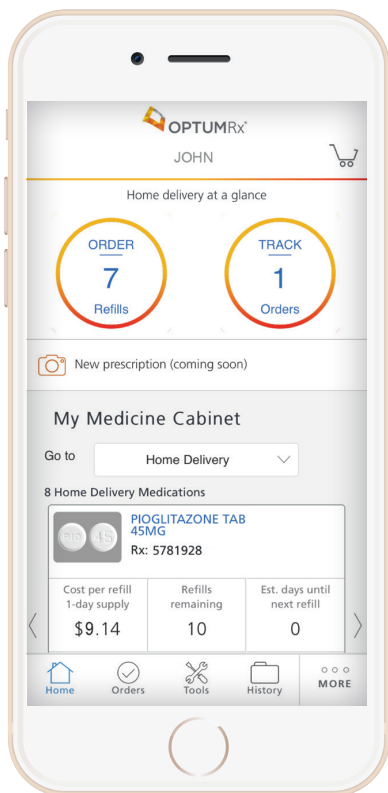 OPTUMRx®
JOHN
Home delivery at a glance
ORDER
7
Refills
TRACK
1
Orders
New prescription (coming soon)
My Medicine Cabinet
Go to
Home Delivery
8 Home Delivery Medications
PIO 45
PIOGLITAZONE TAB
45MG
Rx: 5781928
Cost per refill
1-day supply
$9.14
Refills
remaining
10
Est. days until
next refill
0
Home
Orders
Tools
History
MORE